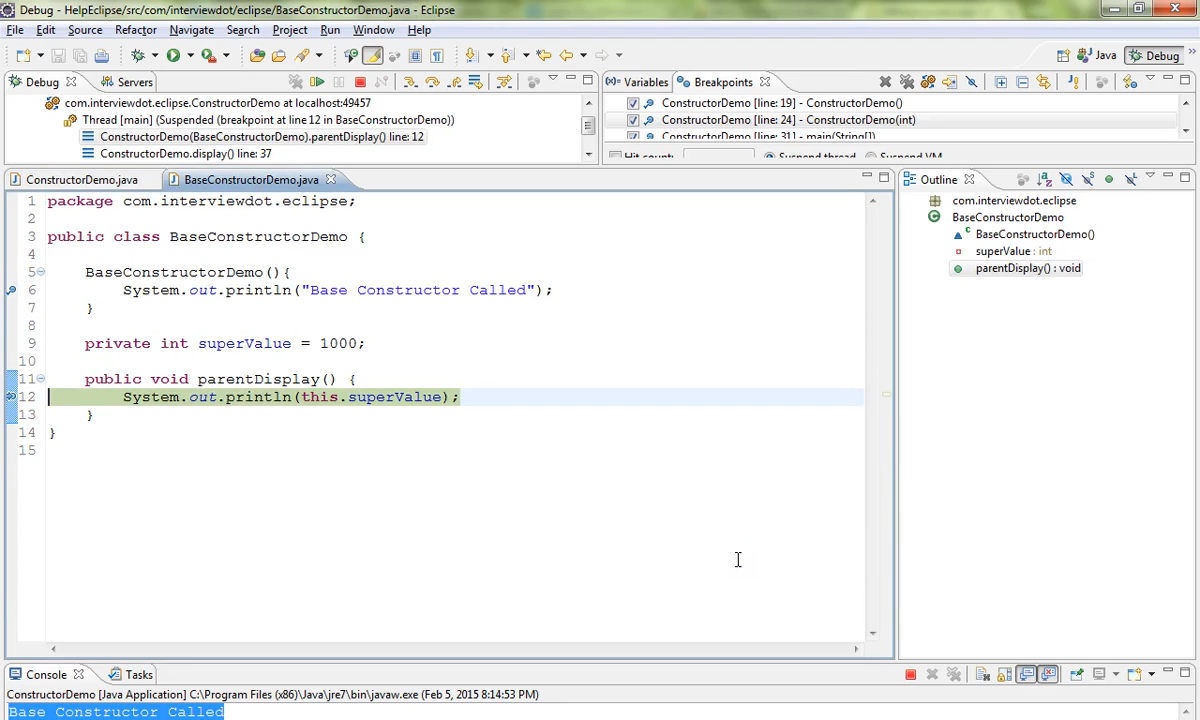 Debug - HelpEclipse/src/com/interviewdot/eclipse/BaseConstructorDemo.java - Eclipse
File Edit Source Refactor Navigate Search Project Run Window Help
Java Debug
Debug Servers
com.interviewdot.eclipse.ConstructorDemo at localhost:49457
Thread [main] (Suspended (breakpoint at line 12 in BaseConstructorDemo))
ConstructorDemo(BaseConstructorDemo).parentDisplay() line: 12
ConstructorDemo.display() line: 37
Variables Breakpoints
ConstructorDemo [line: 19] - ConstructorDemo()
ConstructorDemo [line: 24] - ConstructorDemo(int)
ConstructorDemo [line: 31] - main(String[])
Hit count: Suspend thread Suspend VM
ConstructorDemo.java BaseConstructorDemo.java
1 package com.interviewdot.eclipse;
2
3 public class BaseConstructorDemo {
4
5 BaseConstructorDemo(){
6 System.out.println("Base Constructor Called");
7 }
8
9 private int superValue = 1000;
10
11 public void parentDisplay() {
12 System.out.println(this.superValue);
13 }
14 }
15
Outline
com.interviewdot.eclipse
BaseConstructorDemo
BaseConstructorDemo()
superValue : int
parentDisplay() : void
Console Tasks
ConstructorDemo [Java Application] C:\Program Files (x86)\Java\jre7\bin\javaw.exe (Feb 5, 2015 8:14:53 PM)
Base Constructor Called